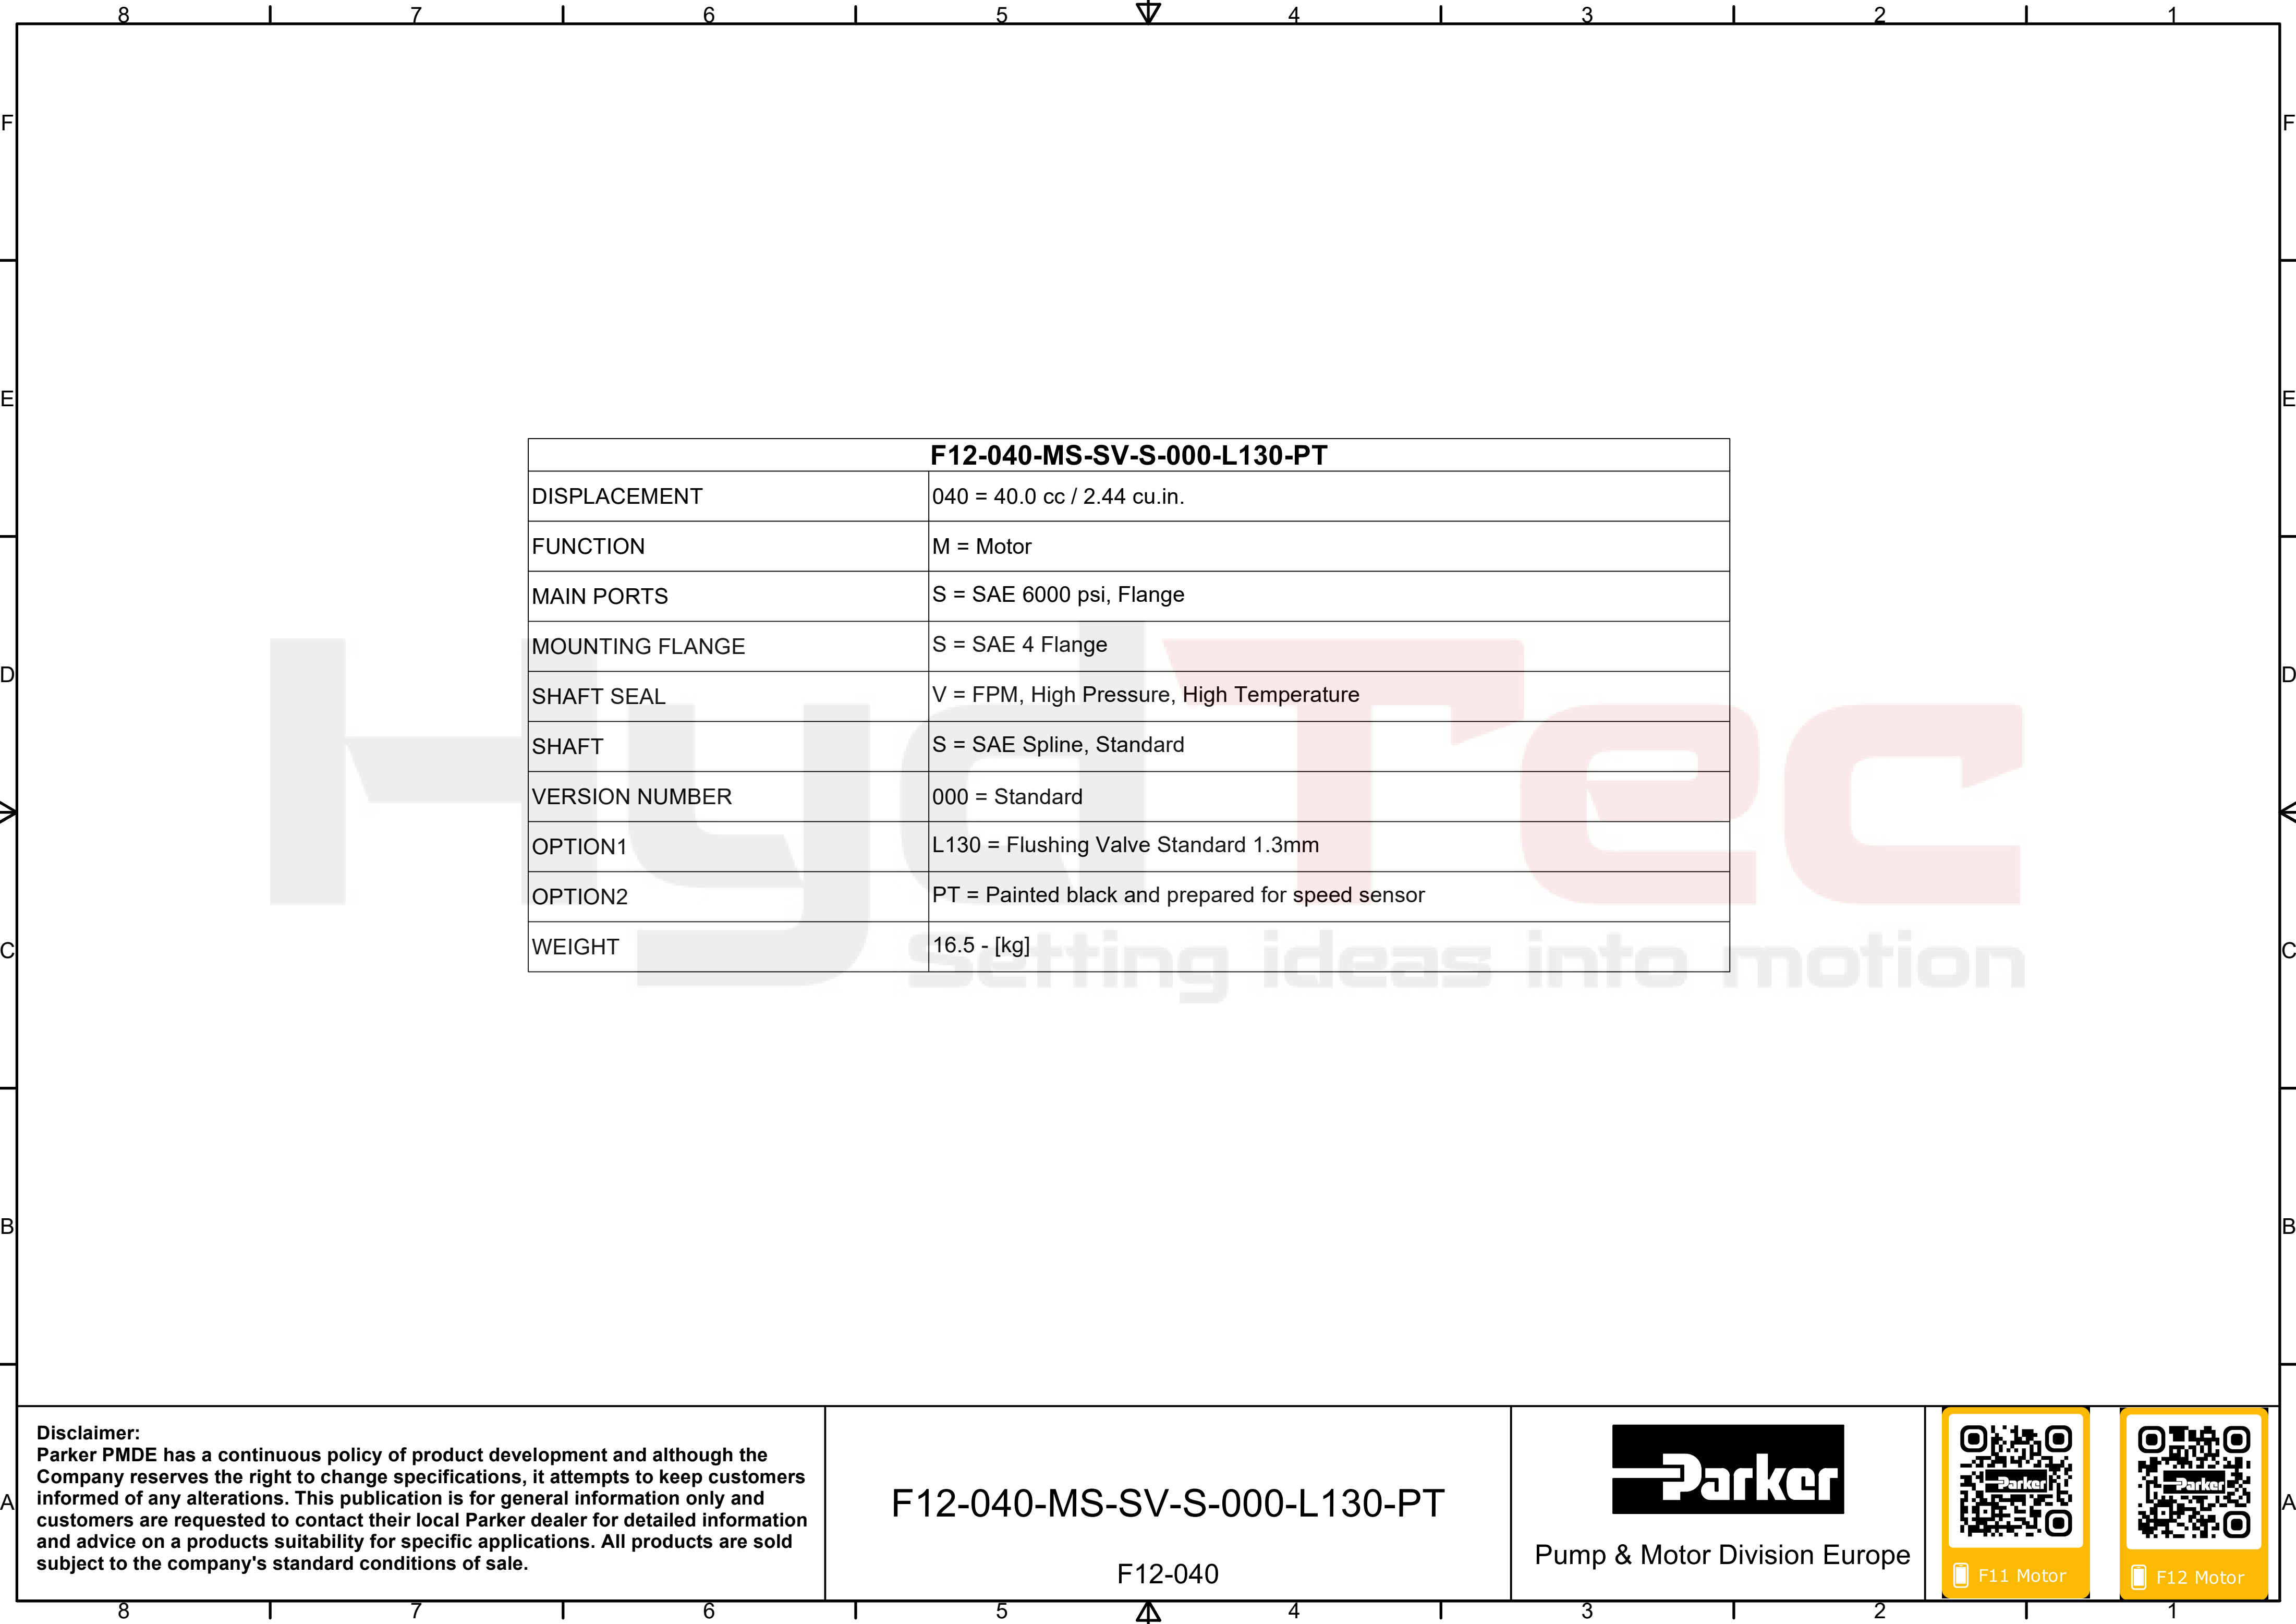 8 7 6 5 4 3 2 1
F F
E E
F12-040-MS-SV-S-000-L130-PT
DISPLACEMENT 040 = 40.0 cc / 2.44 cu.in.
FUNCTION M = Motor
MAIN PORTS S = SAE 6000 psi, Flange
MOUNTING FLANGE S = SAE 4 Flange
D D
SHAFT SEAL V = FPM, High Pressure, High Temperature
SHAFT S = SAE Spline, Standard
VERSION NUMBER 000 = Standard
OPTION1 L130 = Flushing Valve Standard 1.3mm
OPTION2 PT = Painted black and prepared for speed sensor
WEIGHT 16.5 - [kg]
HydTec
Setting ideas into motion
C C
B B
Disclaimer:
Parker PMDE has a continuous policy of product development and although the
Company reserves the right to change specifications, it attempts to keep customers
informed of any alterations. This publication is for general information only and
customers are requested to contact their local Parker dealer for detailed information
and advice on a products suitability for specific applications. All products are sold
subject to the company's standard conditions of sale.
A A
F12-040-MS-SV-S-000-L130-PT
F12-040
Parker
Pump & Motor Division Europe
Parker
F11 Motor
Parker
F12 Motor
8 7 6 5 4 3 2 1